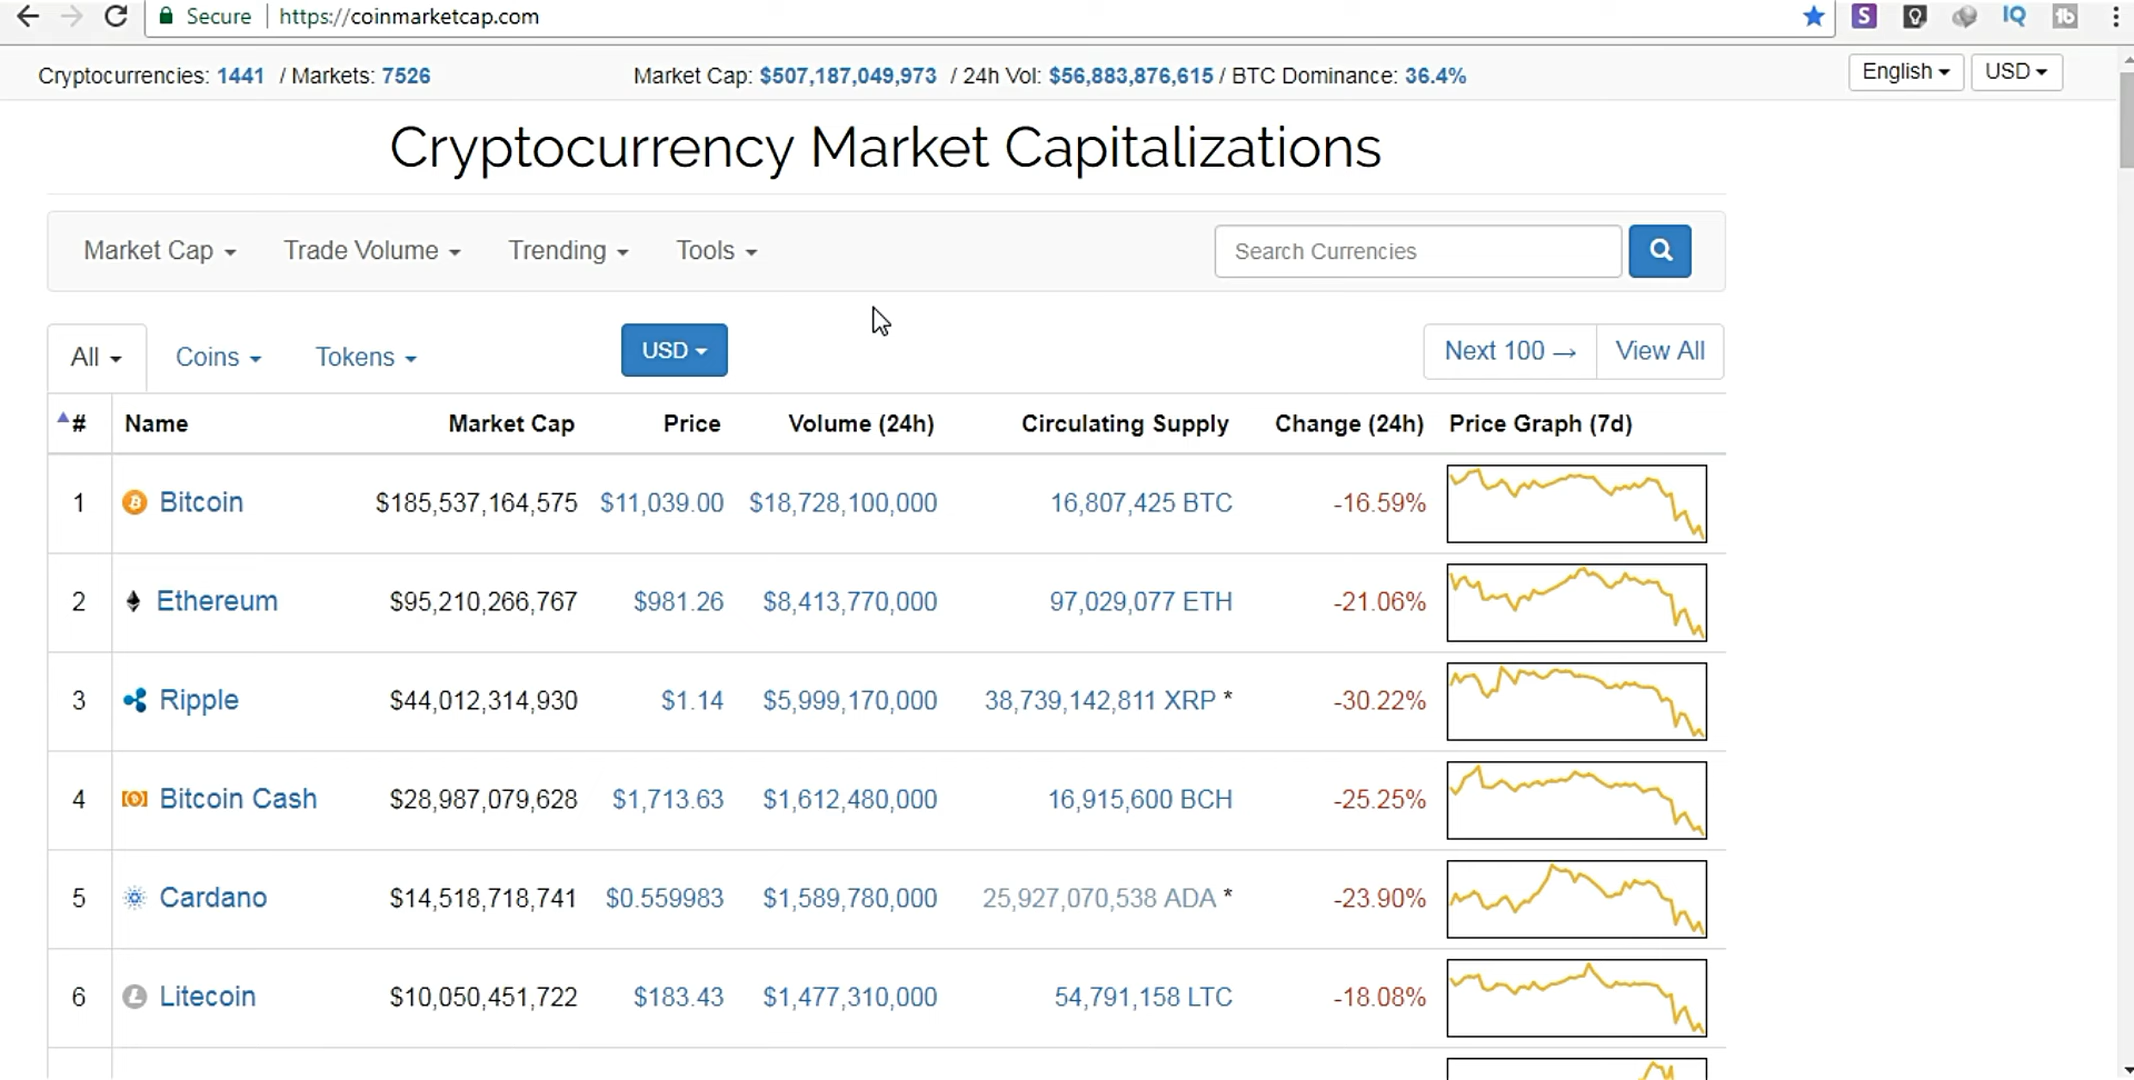 Secure https://coinmarketcap.com
Cryptocurrencies: 1441 / Markets: 7526 Market Cap: $507,187,049,973 / 24h Vol: $56,883,876,615 / BTC Dominance: 36.4% English USD
Cryptocurrency Market Capitalizations
Market Cap Trade Volume Trending Tools Search Currencies
All Coins Tokens USD Next 100 → View All
# Name Market Cap Price Volume (24h) Circulating Supply Change (24h) Price Graph (7d)
1 Bitcoin $185,537,164,575 $11,039.00 $18,728,100,000 16,807,425 BTC -16.59%
2 Ethereum $95,210,266,767 $981.26 $8,413,770,000 97,029,077 ETH -21.06%
3 Ripple $44,012,314,930 $1.14 $5,999,170,000 38,739,142,811 XRP * -30.22%
4 Bitcoin Cash $28,987,079,628 $1,713.63 $1,612,480,000 16,915,600 BCH -25.25%
5 Cardano $14,518,718,741 $0.559983 $1,589,780,000 25,927,070,538 ADA * -23.90%
6 Litecoin $10,050,451,722 $183.43 $1,477,310,000 54,791,158 LTC -18.08%